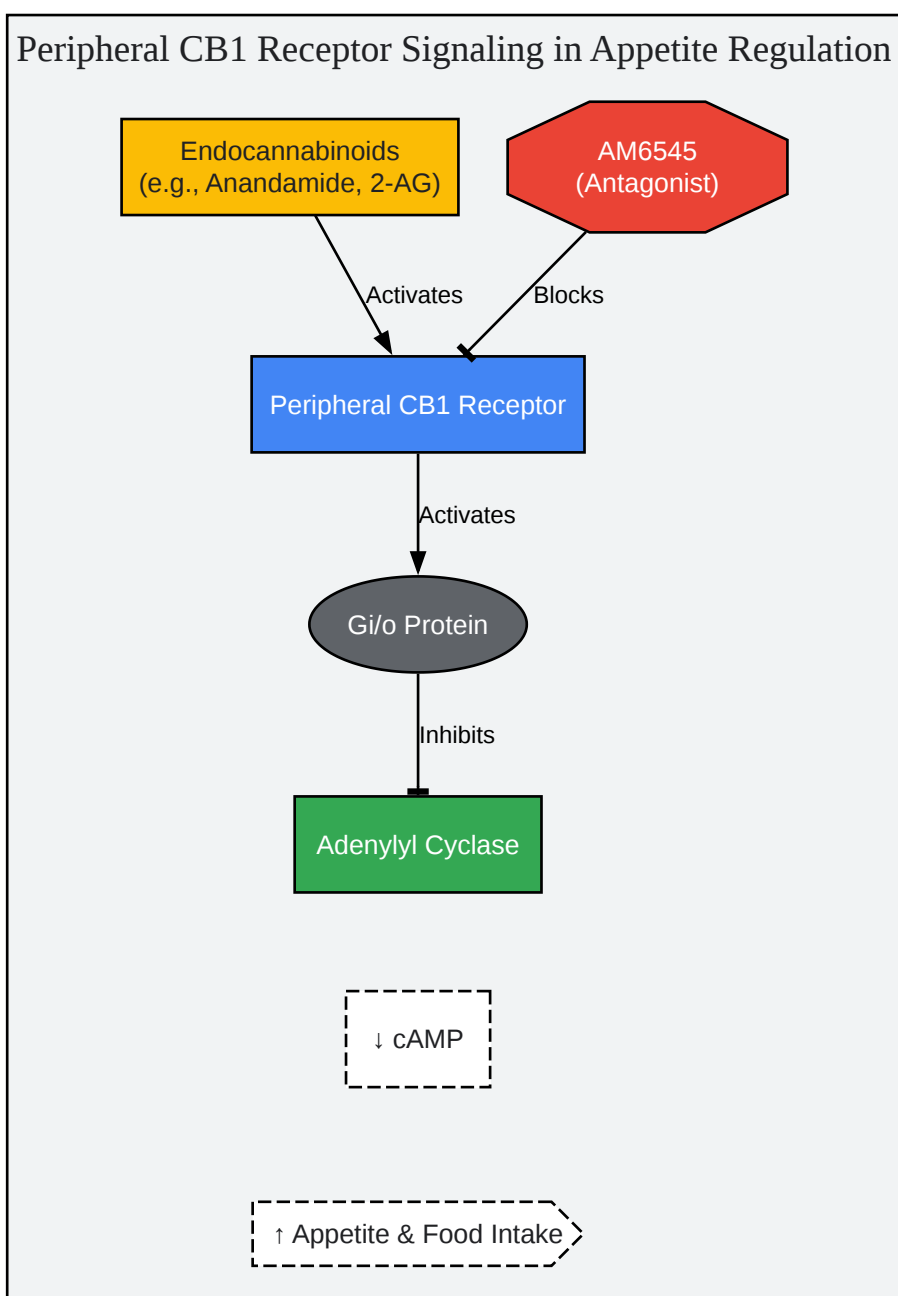 Peripheral CB1 Receptor Signaling in Appetite Regulation
Endocannabinoids
(e.g., Anandamide, 2-AG)
AM6545
(Antagonist)
Activates
Blocks
Peripheral CB1 Receptor
Activates
Gi/o Protein
Inhibits
Adenylyl Cyclase
↓ cAMP
↑ Appetite & Food Intake